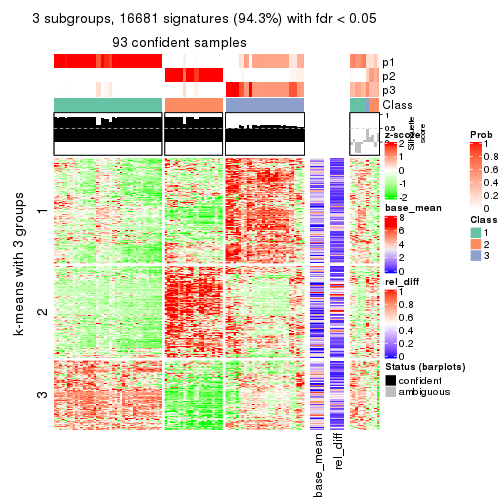 3 subgroups, 16681 signatures (94.3%) with fdr < 0.05
93 confident samples
p1
p2
p3
Class
1
0.5
0
Silhouette
score
k-means with 3 groups
1
2
3
base_mean
rel_diff
z-score
2
1
0
-1
-2
base_mean
8
6
4
2
0
rel_diff
1
0.8
0.6
0.4
0.2
0
Status (barplots)
confident
ambiguous
Prob
1
0.8
0.6
0.4
0.2
0
Class
1
2
3